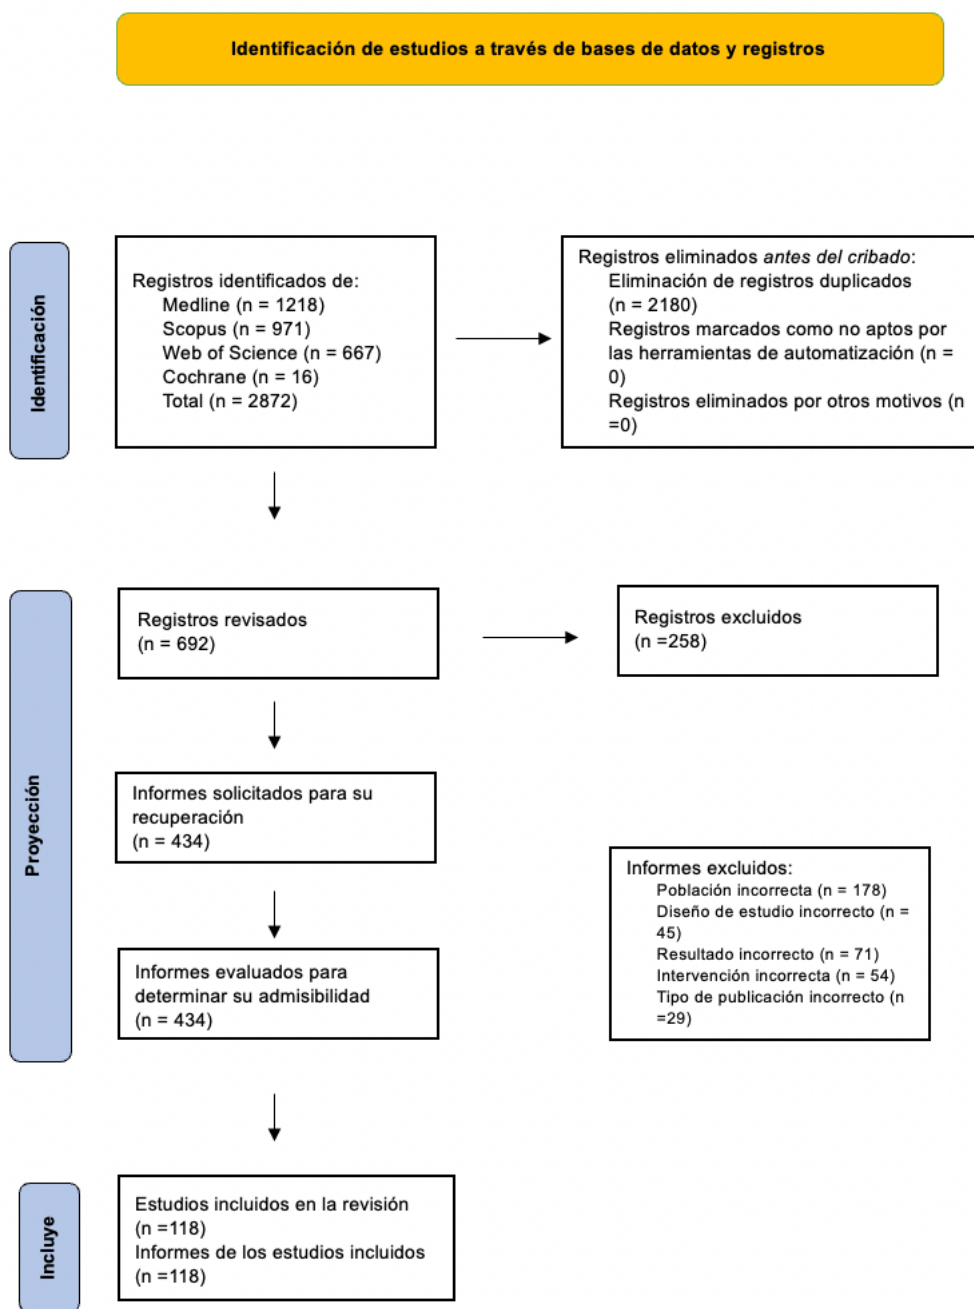 Identificación de estudios a través de bases de datos y registros
Identificación
Registros identificados de:
Medline (n = 1218)
Scopus (n = 971)
Web of Science (n = 667)
Cochrane (n = 16)
Total (n = 2872)
Registros eliminados antes del cribado:
Eliminación de registros duplicados
(n = 2180)
Registros marcados como no aptos por
las herramientas de automatización (n =
0)
Registros eliminados por otros motivos (n
=0)
Proyección
Registros revisados
(n = 692)
Registros excluidos
(n =258)
Informes solicitados para su
recuperación
(n = 434)
Informes evaluados para
determinar su admisibilidad
(n = 434)
Informes excluidos:
Población incorrecta (n = 178)
Diseño de estudio incorrecto (n =
45)
Resultado incorrecto (n = 71)
Intervención incorrecta (n = 54)
Tipo de publicación incorrecto (n
=29)
Incluye
Estudios incluidos en la revisión
(n =118)
Informes de los estudios incluidos
(n =118)